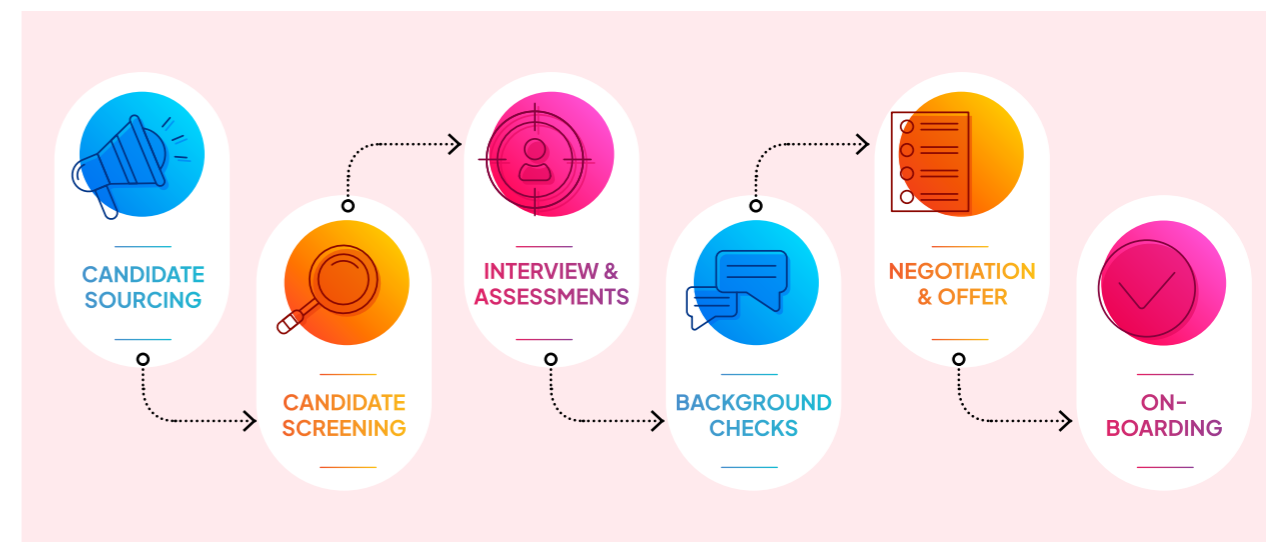 CANDIDATE
SOURCING
CANDIDATE
SCREENING
INTERVIEW &
ASSESSMENTS
BACKGROUND
CHECKS
NEGOTIATION
& OFFER
ON-
BOARDING